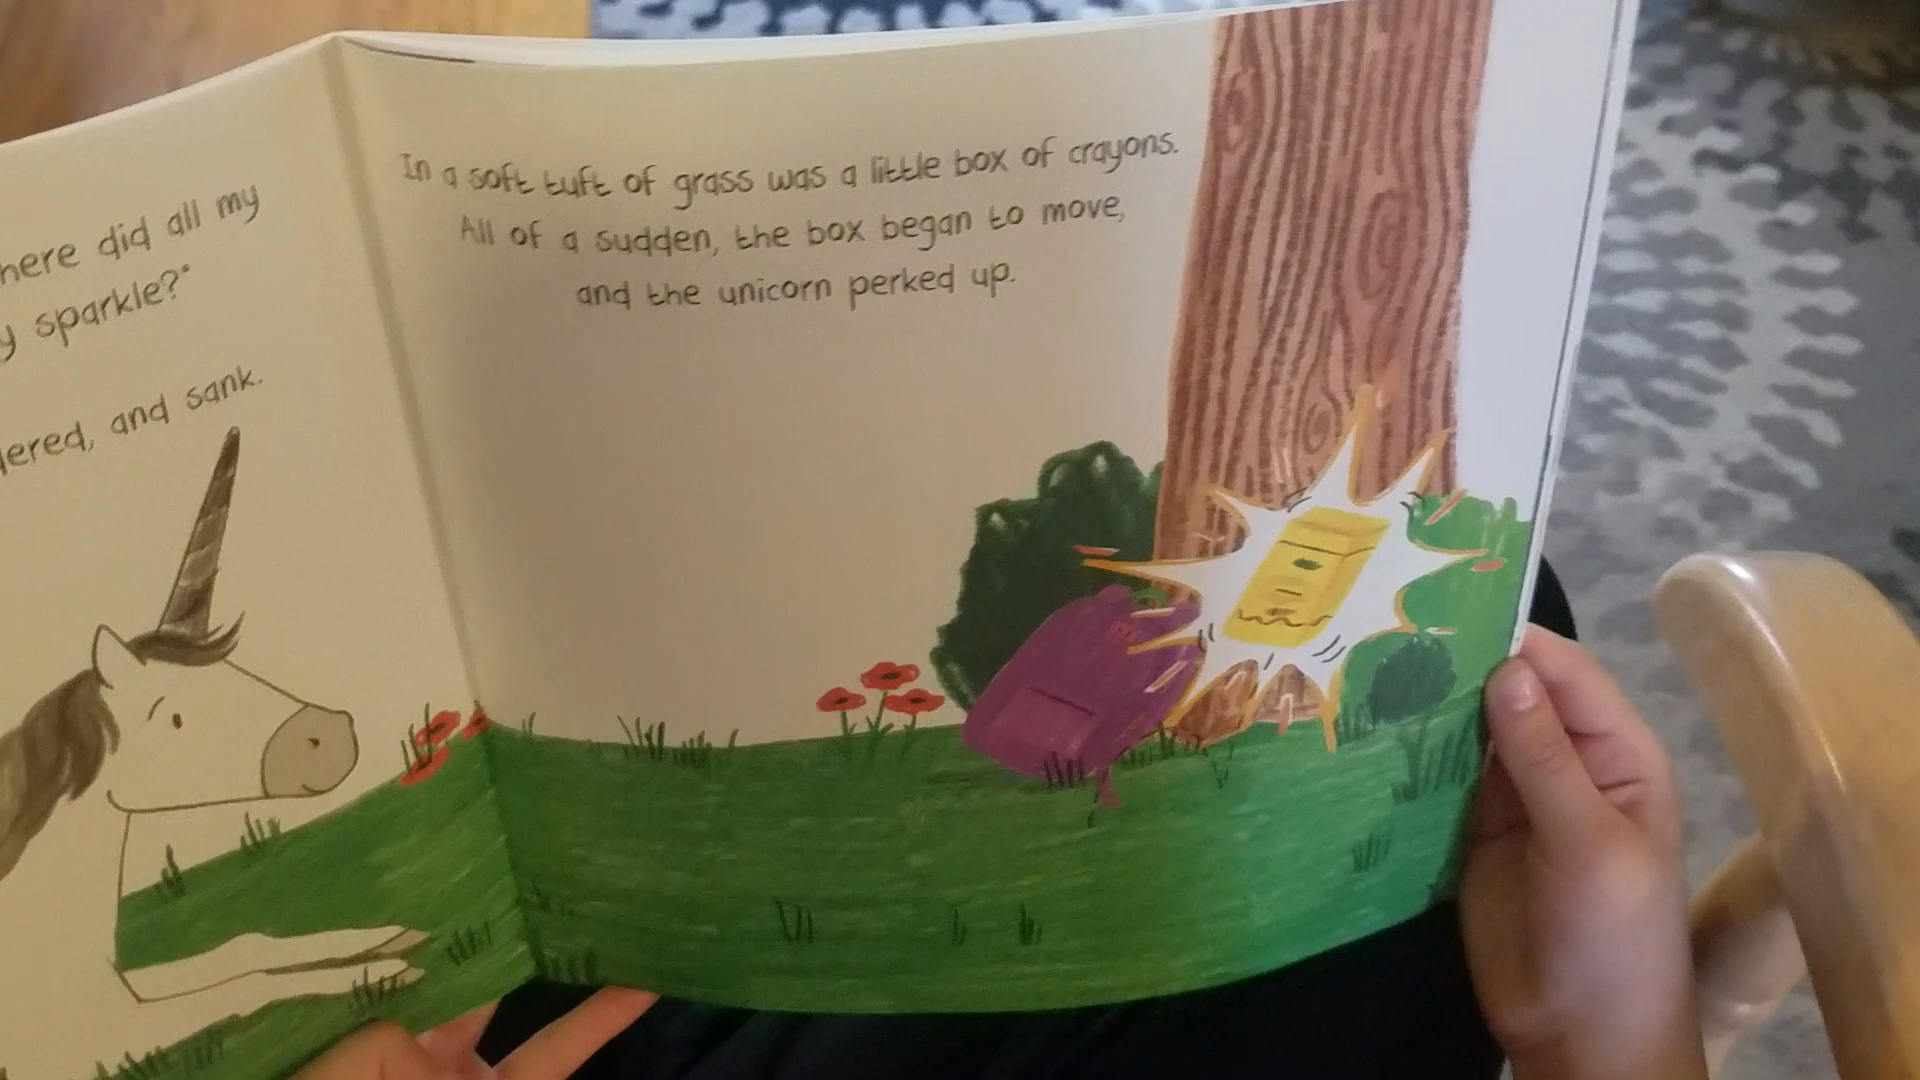 here did all my
y sparkle?"
ered, and sank.
In a soft tuft of grass was a little box of crayons.
All of a sudden, the box began to move,
and the unicorn perked up.